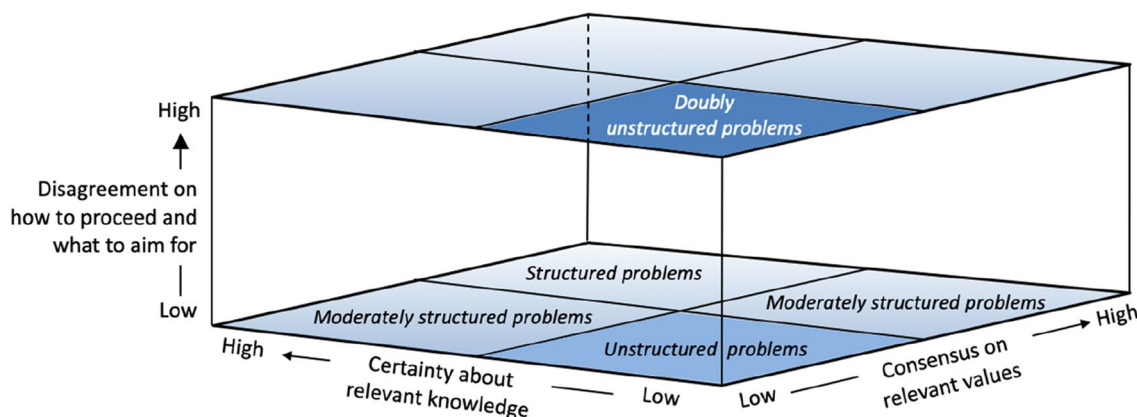 High
Doubly
unstructured problems
Disagreement on
how to proceed and
what to aim for
Low
Structured problems
Moderately structured problems
Moderately structured problems
Unstructured problems
High
Certainty about
relevant knowledge
Low
Low
Consensus on
relevant values
High